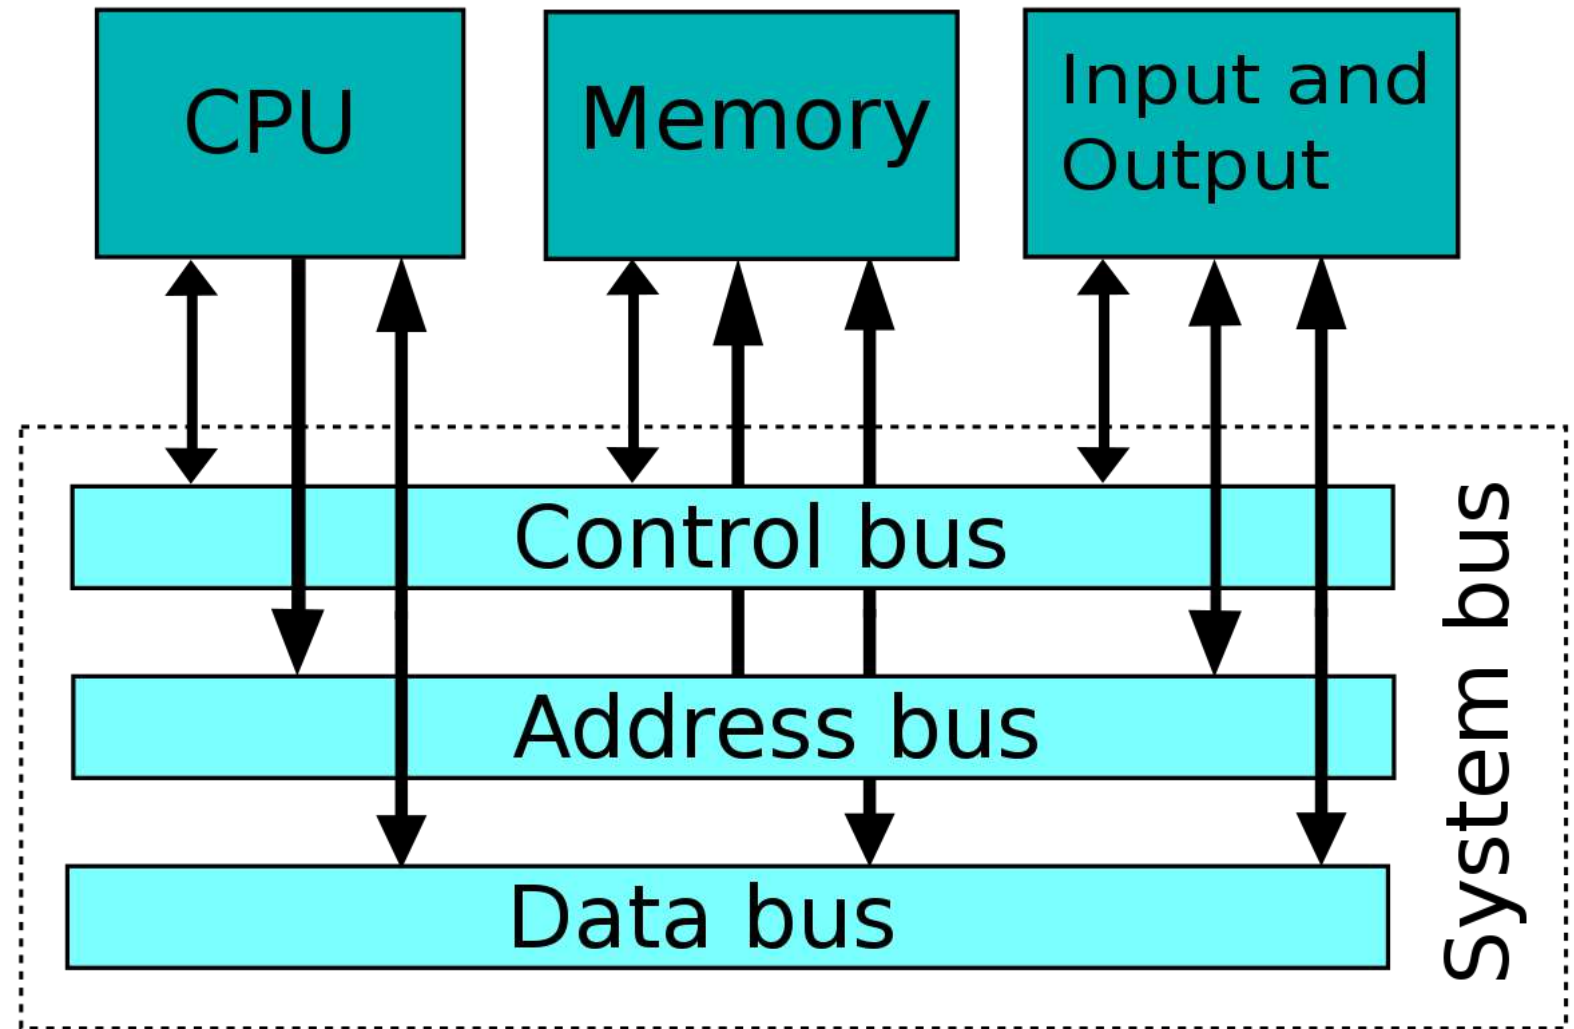 CPU
Memory
Input and
Output
Control bus
Address bus
Data bus
System bus